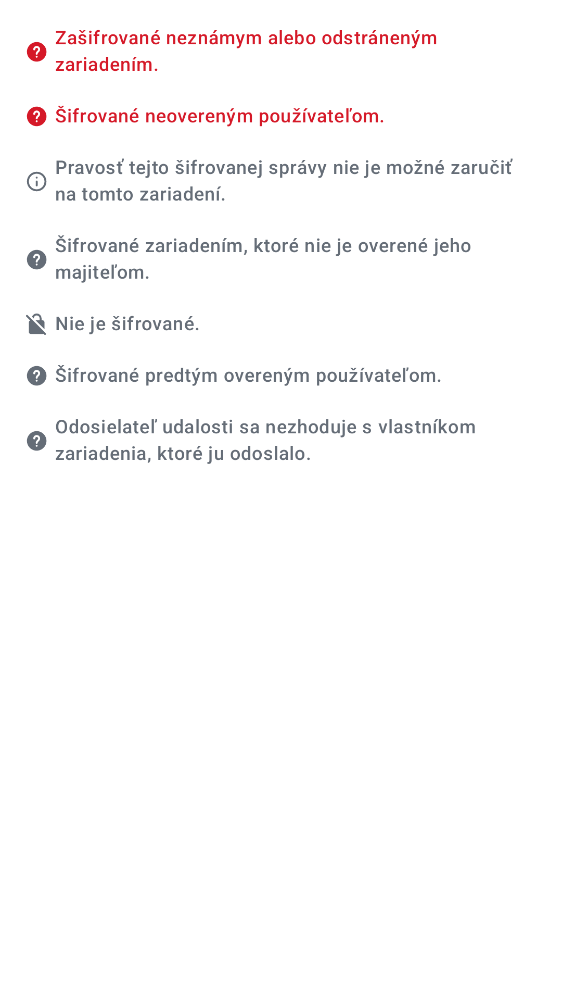 Zašifrované neznámym alebo odstráneným
zariadením.
Šifrované neovereným používateľom.
Pravosť tejto šifrovanej správy nie je možné zaručiť
na tomto zariadení.
Šifrované zariadením, ktoré nie je overené jeho
majiteľom.
Nie je šifrované.
Šifrované predtým overeným používateľom.
Odosielateľ udalosti sa nezhoduje s vlastníkom
zariadenia, ktoré ju odoslalo.